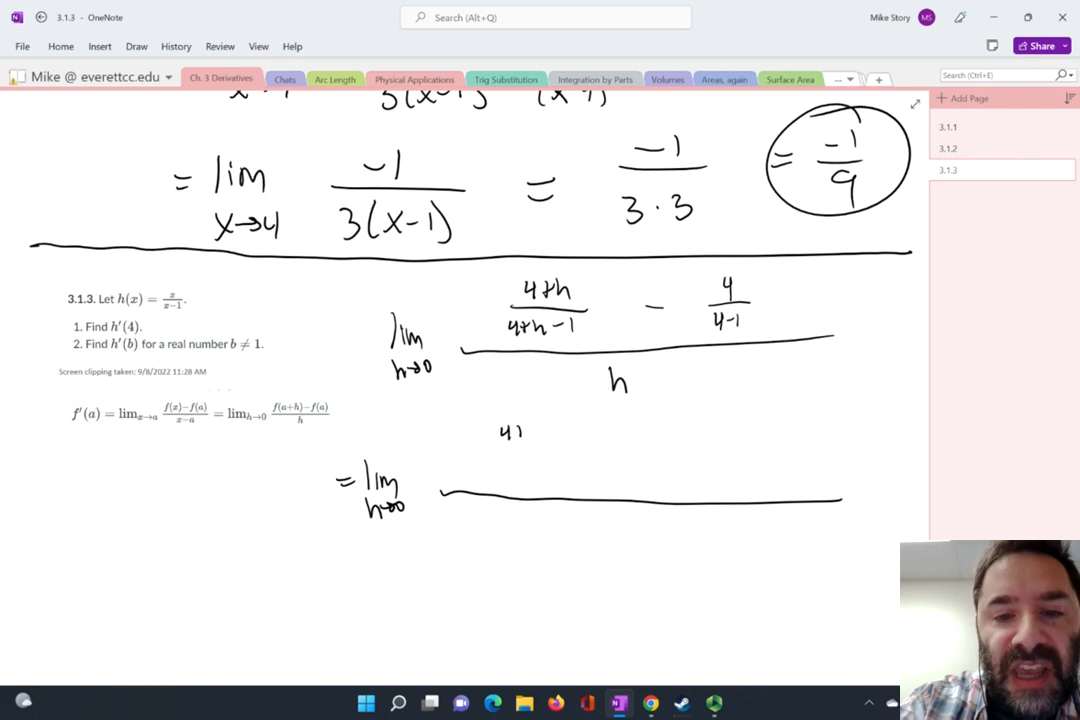 3.1.3 - OneNote
Search (Alt+Q)
Mike Story MS
File Home Insert Draw History Review View Help
Share
Mike @ everettcc.edu
Ch. 3 Derivatives Chats Arc Length Physical Applications Trig Substitution Integration by Parts Volumes Areas, again Surface Area ... +
Search (Ctrl+E)
+ Add Page
3.1.1
3.1.2
3.1.3
3(x-1) (x-1)
= lim x→4 -1/3(x-1) = -1/3·3 = -1/9
3.1.3. Let h(x) = x/x−1.
1. Find h′(4).
2. Find h′(b) for a real number b ≠ 1.
Screen clipping taken: 9/8/2022 11:28 AM
f′(a) = lim x→a f(x)−f(a)/x−a = lim h→0 f(a+h)−f(a)/h
lim h→0 4+h/4+h-1 - 4/4-1
h
4
= lim h→0